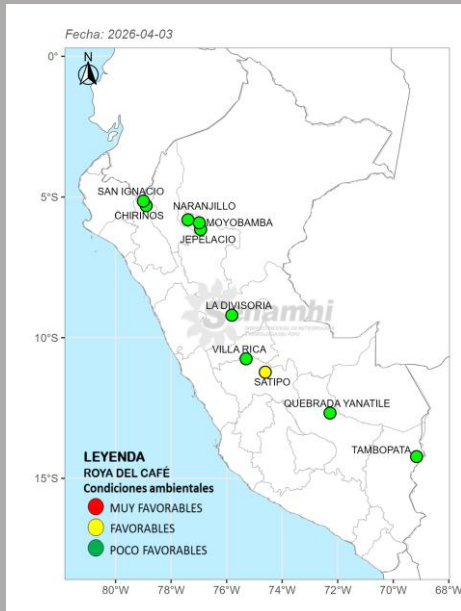 Fecha: 2026-04-03
N
0°
5°S
10°S
15°S
SAN IGNACIO
CHIRINOS
NARANJILLO
MOYOBAMBA
JEPELACIO
LA DIVISORIA
Senamhi
VILLA RICA
SATIPO
QUEBRADA YANATILE
TAMBOPATA
LEYENDA
ROYA DEL CAFÉ
Condiciones ambientales
MUY FAVORABLES
FAVORABLES
POCO FAVORABLES
80°W 78°W 76°W 74°W 72°W 70°W 68°W